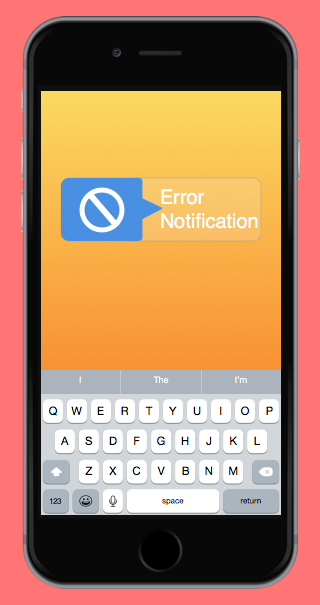 Error
Notification
I The I'm
Q W E R T Y U I O P
A S D F G H J K L
Z X C V B N M
123 space return